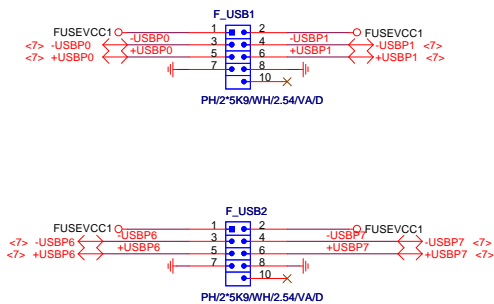 F_USB1
FUSEVCC1 1 2 FUSEVCC1
<7> -USBP0 -USBP0 3 4 -USBP1 -USBP1 <7>
<7> +USBP0 +USBP0 5 6 +USBP1 +USBP1 <7>
7 8
10
PH/2*5K9/WH/2.54/VA/D
F_USB2
FUSEVCC1 1 2 FUSEVCC1
<7> -USBP6 -USBP6 3 4 -USBP7 -USBP7 <7>
<7> +USBP6 +USBP6 5 6 +USBP7 +USBP7 <7>
7 8
10
PH/2*5K9/WH/2.54/VA/D